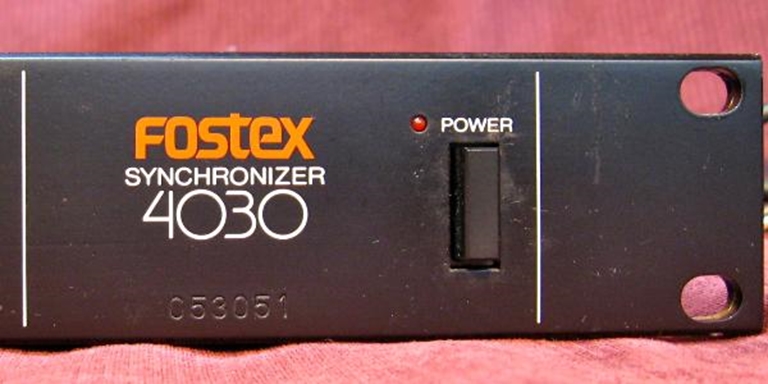 FOSTEX
SYNCHRONIZER
4030
POWER
053051